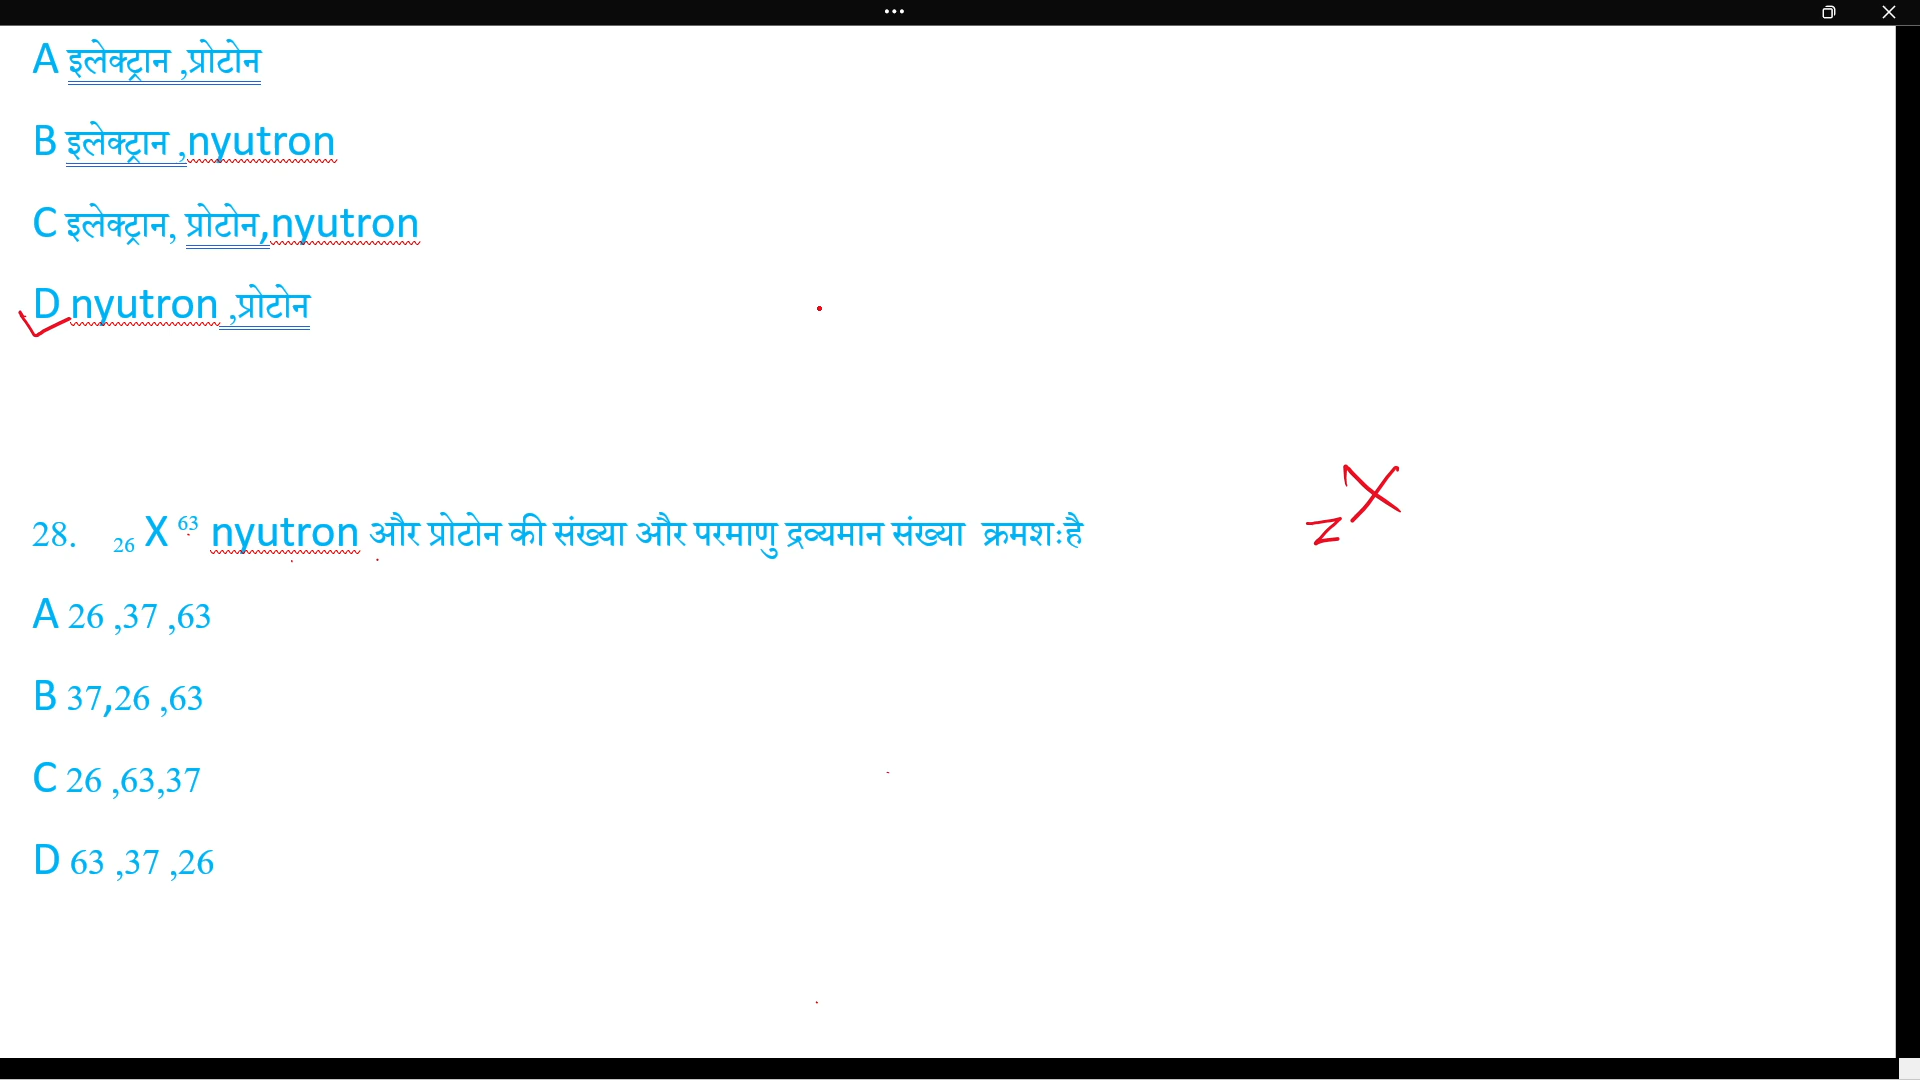 A इलेक्ट्रान ,प्रोटोन
B इलेक्ट्रान ,nyutron
C इलेक्ट्रान, प्रोटोन,nyutron
D nyutron ,प्रोटोन
28. 26 X 63 nyutron और प्रोटोन की संख्या और परमाणु द्रव्यमान संख्या क्रमशःहै
z X
A 26 ,37 ,63
B 37,26 ,63
C 26 ,63,37
D 63 ,37 ,26